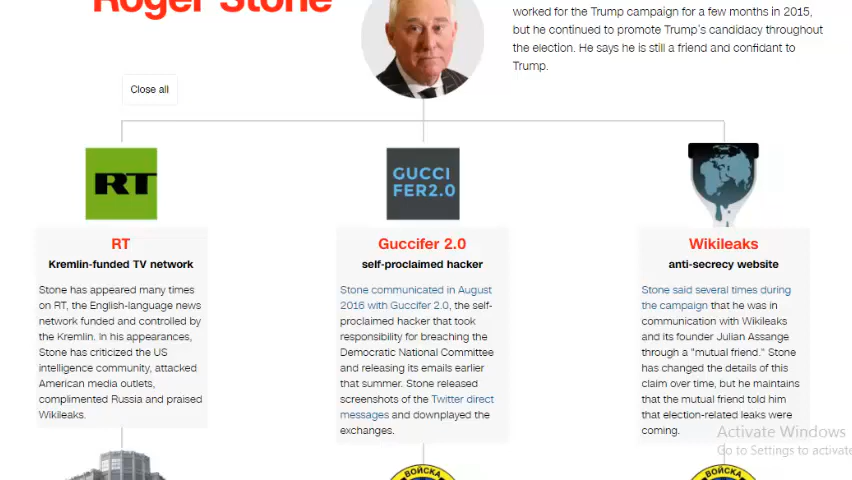 Roger Stone
worked for the Trump campaign for a few months in 2015,
but he continued to promote Trump's candidacy throughout
the election. He says he is still a friend and confidant to
Trump.
Close all
RT
GUCCI
FER2.0
RT
Kremlin-funded TV network
Stone has appeared many times
on RT, the English-language news
network funded and controlled by
the Kremlin. In his appearances,
Stone has criticized the US
intelligence community, attacked
American media outlets,
complimented Russia and praised
Wikileaks.
Guccifer 2.0
self-proclaimed hacker
Stone communicated in August
2016 with Guccifer 2.0, the self-
proclaimed hacker that took
responsibility for breaching the
Democratic National Committee
and releasing its emails earlier
that summer. Stone released
screenshots of the Twitter direct
messages and downplayed the
exchanges.
Wikileaks
anti-secrecy website
Stone said several times during
the campaign that he was in
communication with Wikileaks
and its founder Julian Assange
through a "mutual friend." Stone
has changed the details of this
claim over time, but he maintains
that the mutual friend told him
that election-related leaks were
coming.
Activate Windows
Go to Settings to activate
ВОЙСКА
ВОЙСКА